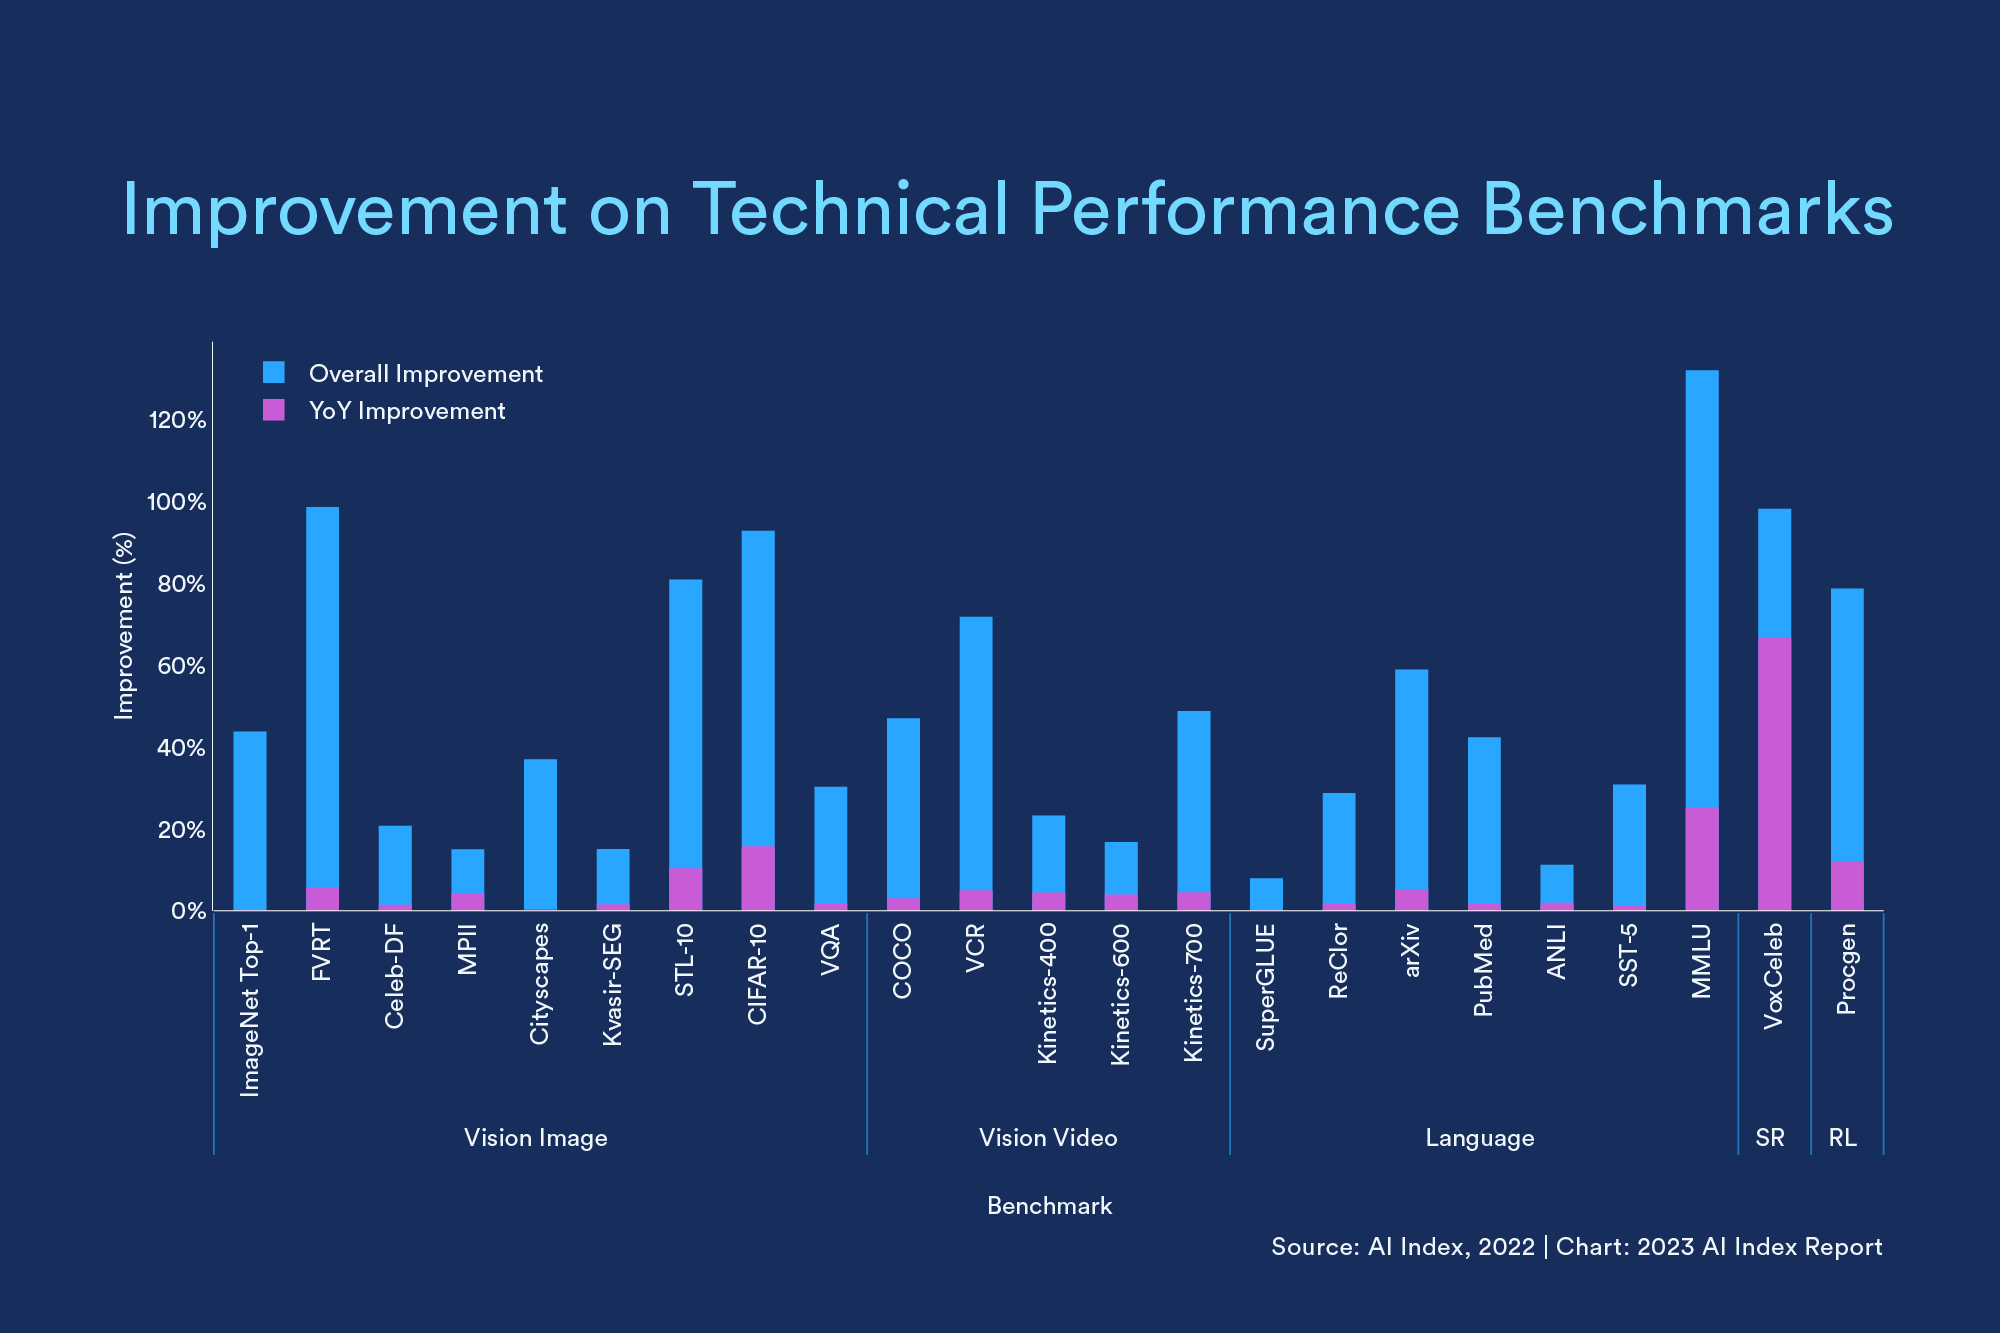 Improvement on Technical Performance Benchmarks
Overall Improvement
YoY Improvement
Improvement (%)
120%
100%
80%
60%
40%
20%
0%
ImageNet Top-1
FVRT
Celeb-DF
MPII
Cityscapes
Kvasir-SEG
STL-10
CIFAR-10
VQA
COCO
VCR
Kinetics-400
Kinetics-600
Kinetics-700
SuperGLUE
ReClor
arXiv
PubMed
ANLI
SST-5
MMLU
VoxCeleb
Procgen
Vision Image
Vision Video
Language
SR
RL
Benchmark
Source: AI Index, 2022 | Chart: 2023 AI Index Report